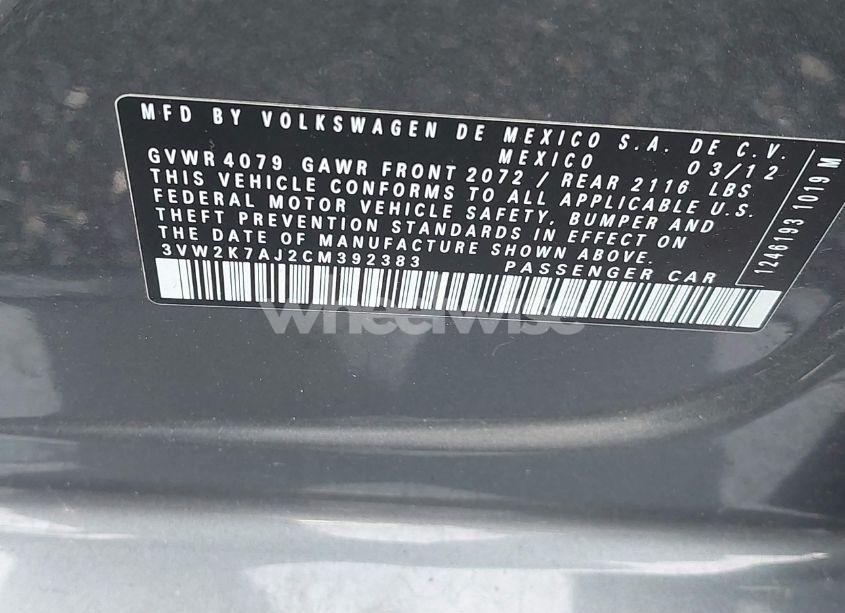 MFD BY VOLKSWAGEN DE MEXICO S.A. DE C.V.
MEXICO 03/12
GVWR 4079 GAWR FRONT 2072 / REAR 2116 LBS
THIS VEHICLE CONFORMS TO ALL APPLICABLE U.S.
FEDERAL MOTOR VEHICLE SAFETY, BUMPER AND
THEFT PREVENTION STANDARDS IN EFFECT ON
THE DATE OF MANUFACTURE SHOWN ABOVE.
3VW2K7AJ2CM392383 PASSENGER CAR
1246193 1019 M
wheelwise